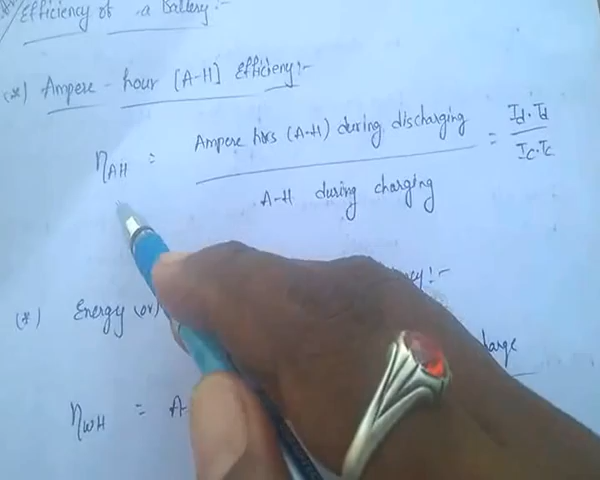 Efficiency of a Battery:-
(*) Ampere - hour [A-H] Efficiency:-
ηAH = Ampere hrs (A-H) during discharging / A-H during charging = Id.Td / Ic.Tc
(*) Energy (or)
ηWH = A-